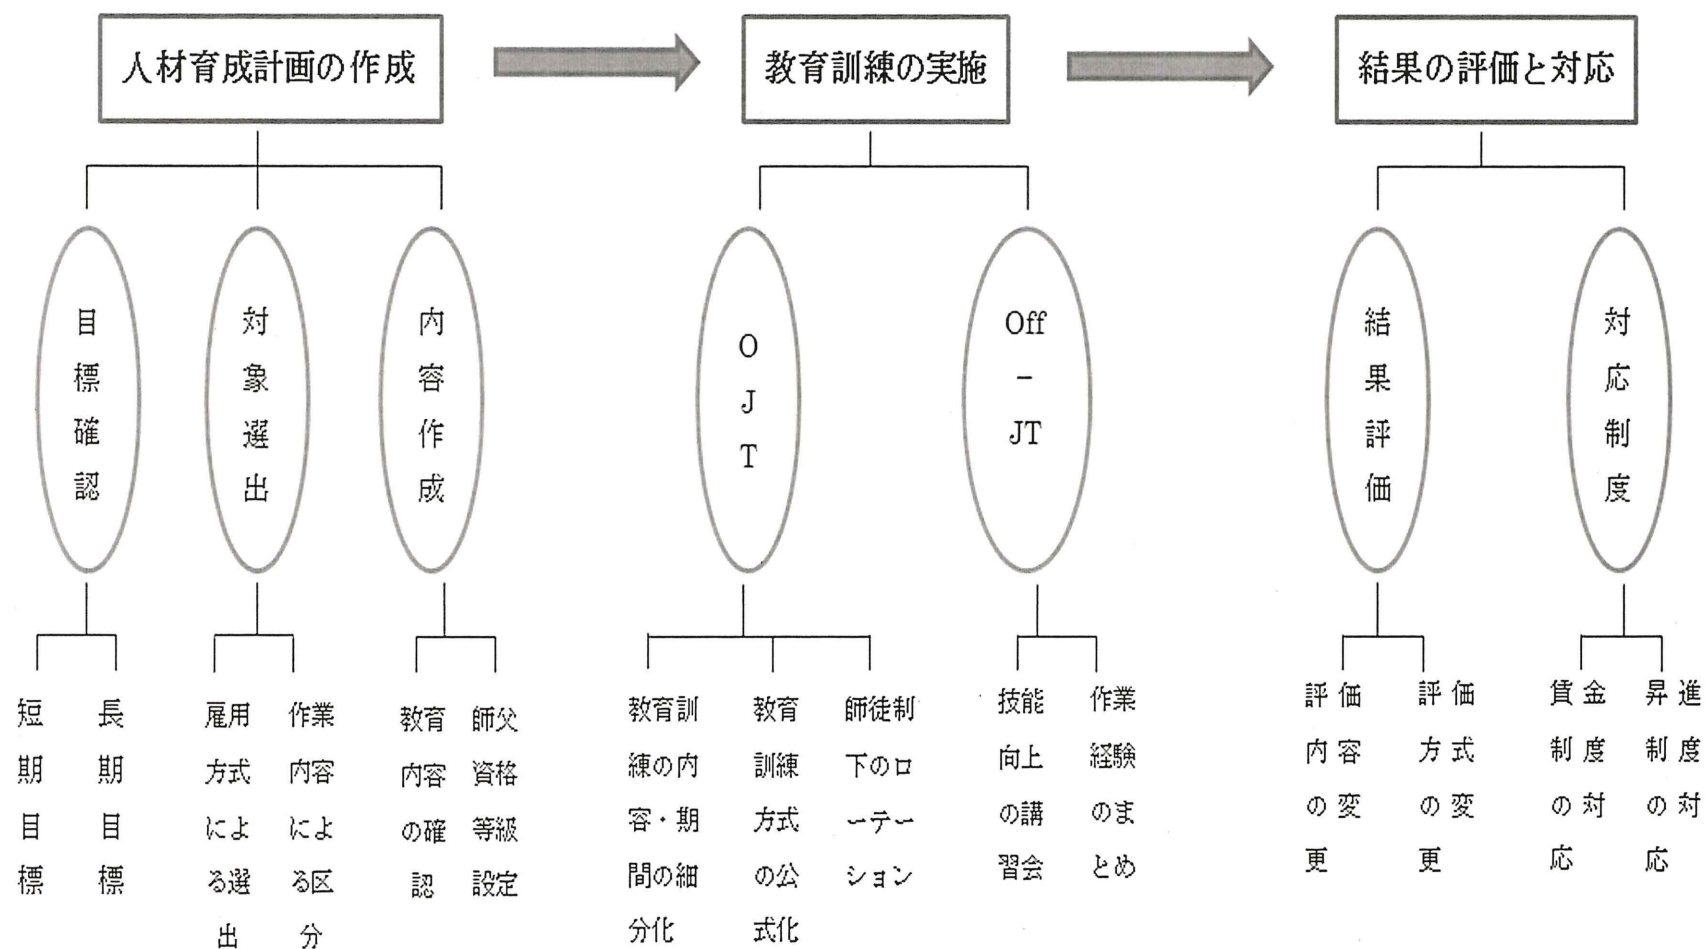 人材育成計画の作成
教育訓練の実施
結果の評価と対応
目標確認
対象選出
内容作成
OJT
Off
－
JT
結果評価
対応制度
短期目標
長期目標
雇用
方式
によ
る選
出
作業
内容
によ
る区
分
教育
内容
の確
認
師父
資格
等級
設定
教育訓
練の内
容・期
間の細
分化
教育
訓練
方式
の公
式化
師徒制
下のロ
ーテー
ション
技能
向上
の講
習会
作業
経験
のま
とめ
評価
内容
の変
更
評価
方式
の変
更
賃金
制度
の対
応
昇進
制度
の対
応